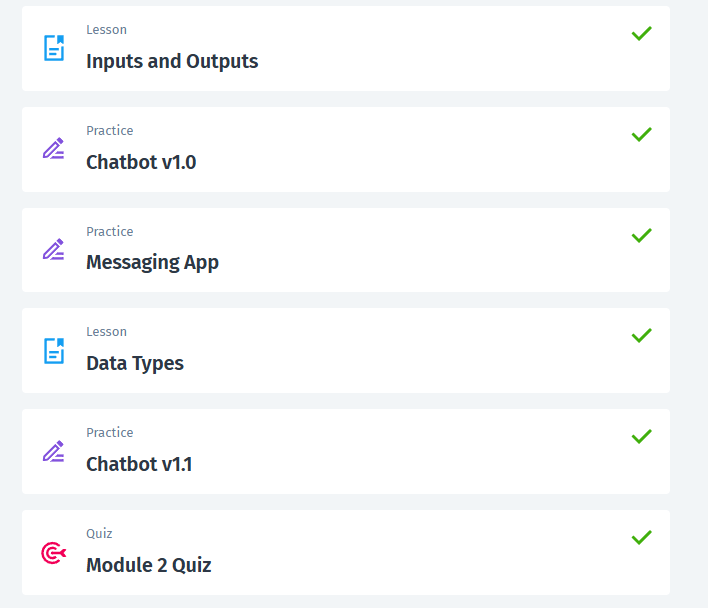 Lesson
Inputs and Outputs
Practice
Chatbot v1.0
Practice
Messaging App
Lesson
Data Types
Practice
Chatbot v1.1
Quiz
Module 2 Quiz